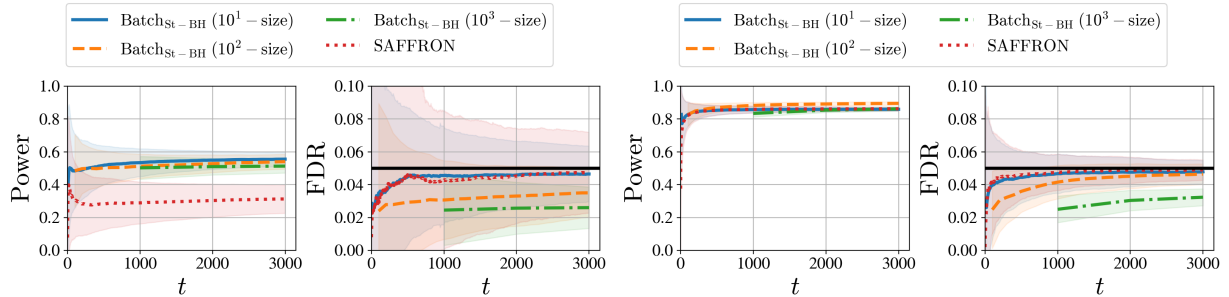 Batch_St−BH (10^1 − size)
Batch_St−BH (10^2 − size)
Batch_St−BH (10^3 − size)
SAFFRON
Batch_St−BH (10^1 − size)
Batch_St−BH (10^2 − size)
Batch_St−BH (10^3 − size)
SAFFRON
Power
1.0
0.8
0.6
0.4
0.2
0.0
0 1000 2000 3000
t
FDR
0.10
0.08
0.06
0.04
0.02
0.00
0 1000 2000 3000
t
Power
1.0
0.8
0.6
0.4
0.2
0.0
0 1000 2000 3000
t
FDR
0.10
0.08
0.06
0.04
0.02
0.00
0 1000 2000 3000
t